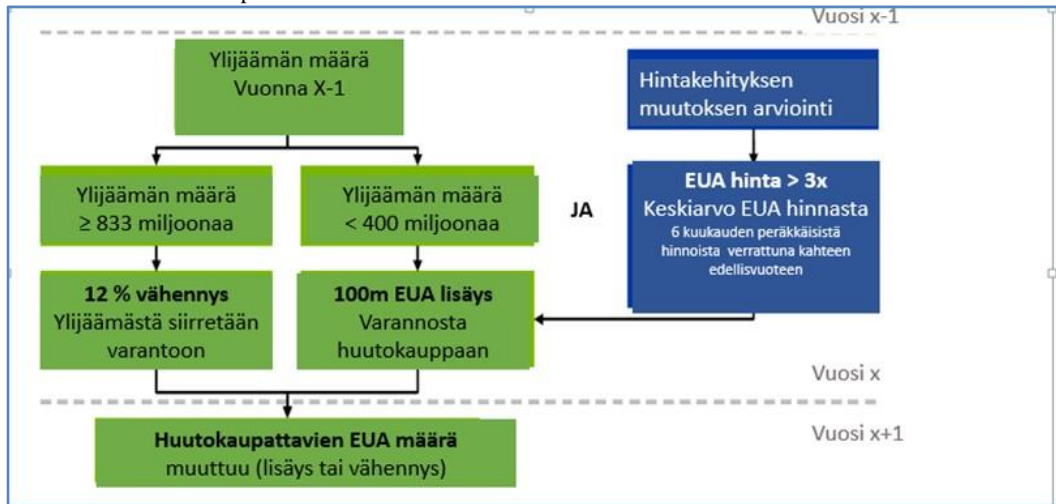 Vuosi x-1
Ylijäämän määrä
Vuonna X-1
Hintakehityksen
muutoksen arviointi
Ylijäämän määrä
≥ 833 miljoonaa
Ylijäämän määrä
< 400 miljoonaa
JA
EUA hinta > 3x
Keskiarvo EUA hinnasta
6 kuukauden peräkkäisistä
hinnoista verrattuna kahteen
edellisvuoteen
12 % vähennys
Ylijäämästä siirretään
varantoon
100m EUA lisäys
Varannosta
huutokauppaan
Vuosi x
Vuosi x+1
Huutokaupattavien EUA määrä
muuttuu (lisäys tai vähennys)